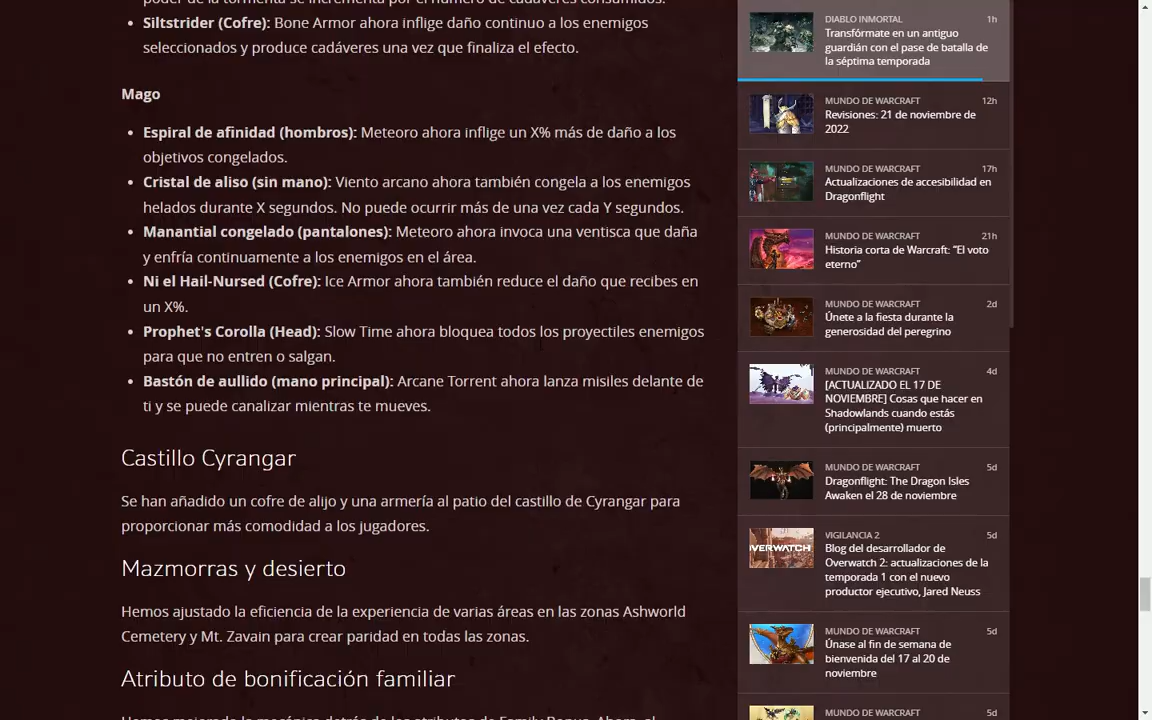 poder de la tormenta se incrementa por el número de cadáveres consumidos.
Siltstrider (Cofre): Bone Armor ahora inflige daño continuo a los enemigos
seleccionados y produce cadáveres una vez que finaliza el efecto.
Mago
Espiral de afinidad (hombros): Meteoro ahora inflige un X% más de daño a los
objetivos congelados.
Cristal de aliso (sin mano): Viento arcano ahora también congela a los enemigos
helados durante X segundos. No puede ocurrir más de una vez cada Y segundos.
Manantial congelado (pantalones): Meteoro ahora invoca una ventisca que daña
y enfría continuamente a los enemigos en el área.
Ni el Hail-Nursed (Cofre): Ice Armor ahora también reduce el daño que recibes en
un X%.
Prophet's Corolla (Head): Slow Time ahora bloquea todos los proyectiles enemigos
para que no entren o salgan.
Bastón de aullido (mano principal): Arcane Torrent ahora lanza misiles delante de
ti y se puede canalizar mientras te mueves.
Castillo Cyrangar
Se han añadido un cofre de alijo y una armería al patio del castillo de Cyrangar para
proporcionar más comodidad a los jugadores.
Mazmorras y desierto
Hemos ajustado la eficiencia de la experiencia de varias áreas en las zonas Ashworld
Cemetery y Mt. Zavain para crear paridad en todas las zonas.
Atributo de bonificación familiar
Hemos mejorado la mecánica detrás de los atributos de Family Bonus. Ahora, al
DIABLO INMORTAL 1h
Transfórmate en un antiguo
guardián con el pase de batalla de
la séptima temporada
MUNDO DE WARCRAFT 12h
Revisiones: 21 de noviembre de
2022
MUNDO DE WARCRAFT 17h
Actualizaciones de accesibilidad en
Dragonflight
MUNDO DE WARCRAFT 21h
Historia corta de Warcraft: “El voto
eterno”
MUNDO DE WARCRAFT 2d
Únete a la fiesta durante la
generosidad del peregrino
MUNDO DE WARCRAFT 4d
[ACTUALIZADO EL 17 DE
NOVIEMBRE] Cosas que hacer en
Shadowlands cuando estás
(principalmente) muerto
MUNDO DE WARCRAFT 5d
Dragonflight: The Dragon Isles
Awaken el 28 de noviembre
VIGILANCIA 2 5d
OVERWATCH
Blog del desarrollador de
Overwatch 2: actualizaciones de la
temporada 1 con el nuevo
productor ejecutivo, Jared Neuss
MUNDO DE WARCRAFT 5d
Únase al fin de semana de
bienvenida del 17 al 20 de
noviembre
MUNDO DE WARCRAFT 5d